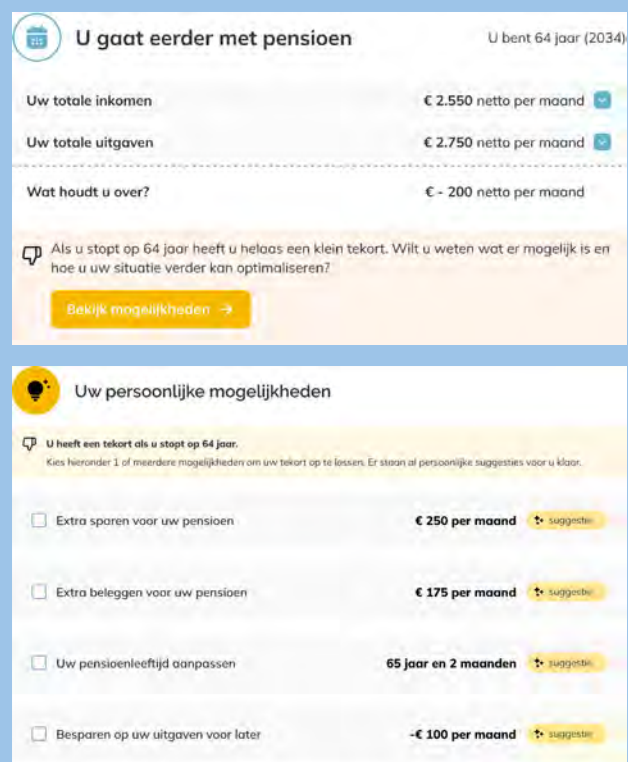 U gaat eerder met pensioen
U bent 64 jaar (2034)
Uw totale inkomen
€ 2.550 netto per maand
Uw totale uitgaven
€ 2.750 netto per maand
Wat houdt u over?
€ - 200 netto per maand
Als u stopt op 64 jaar heeft u helaas een klein tekort. Wilt u weten wat er mogelijk is en
hoe u uw situatie verder kan optimaliseren?
Bekijk mogelijkheden →
Uw persoonlijke mogelijkheden
U heeft een tekort als u stopt op 64 jaar.
Kies hieronder 1 of meerdere mogelijkheden om uw tekort op te lossen. Er staan al persoonlijke suggesties voor u klaar.
Extra sparen voor uw pensioen
€ 250 per maand
suggestie
Extra beleggen voor uw pensioen
€ 175 per maand
suggestie
Uw pensioenleeftijd aanpassen
65 jaar en 2 maanden
suggestie
Besparen op uw uitgaven voor later
-€ 100 per maand
suggestie